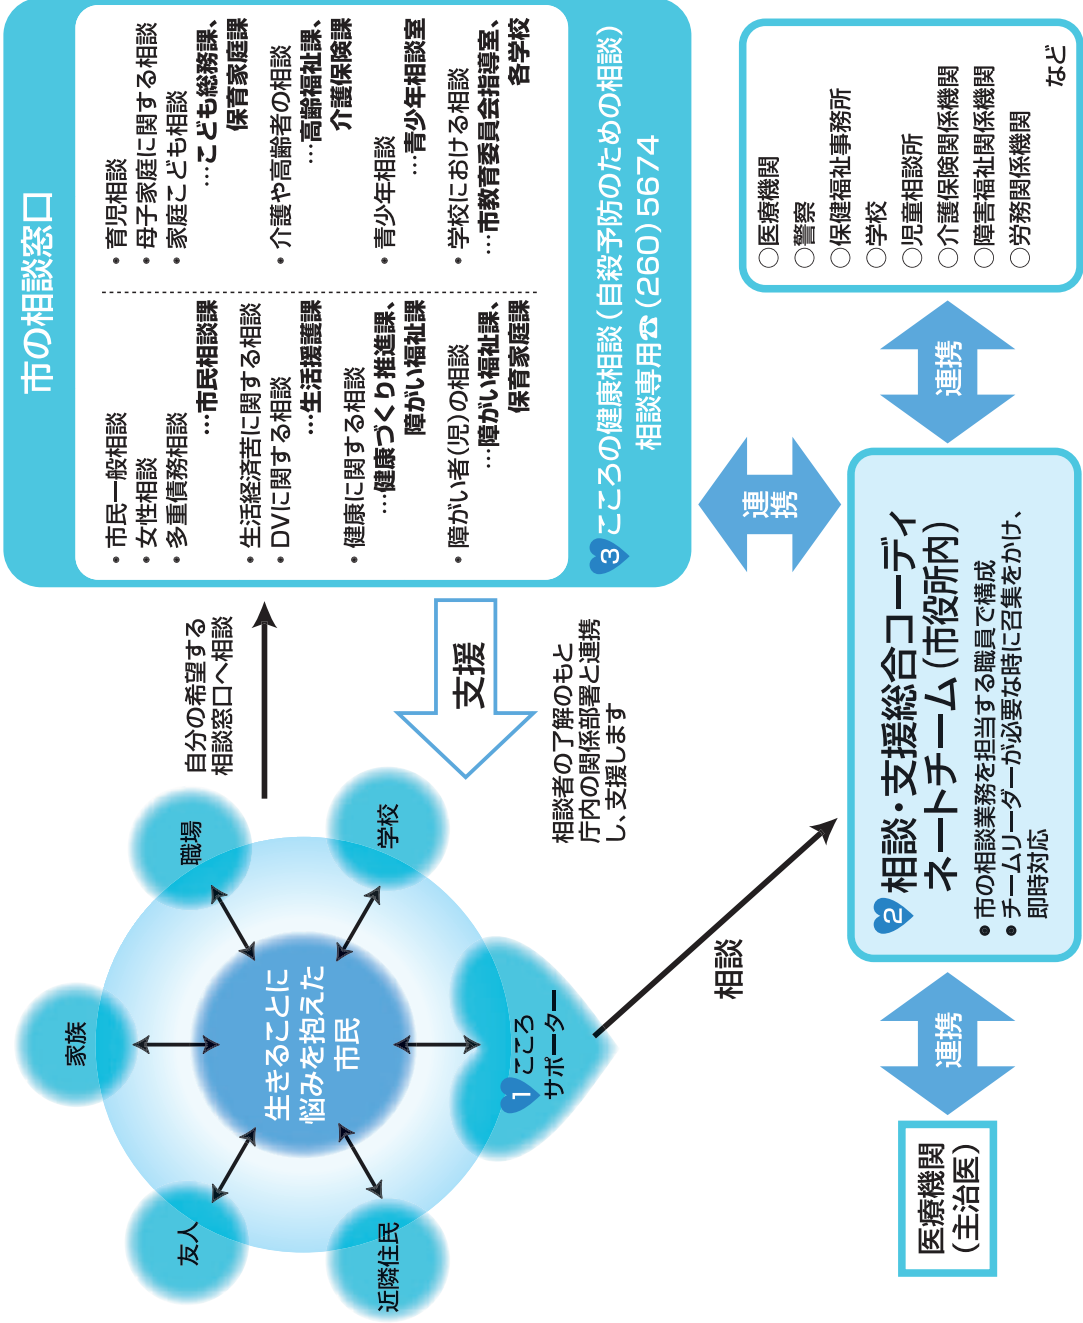 家族
友人
職場
近隣住民
学校
生きることに
悩みを抱えた
市民
1 こころ
サポーター
自分の希望する
相談窓口へ相談
支援
相談者の了解のもと
庁内の関係部署と連携
し、支援します
相談
市の相談窓口
・市民一般相談
・女性相談
・多重債務相談
…市民相談課
・生活経済苦に関する相談
・DVに関する相談
…生活援護課
・健康に関する相談
…健康づくり推進課、
障がい福祉課
・障がい者(児)の相談
…障がい福祉課、
保育家庭課
・育児相談
・母子家庭に関する相談
・家庭こども相談
…こども総務課、
保育家庭課
・介護や高齢者の相談
…高齢福祉課、
介護保険課
・青少年相談
…青少年相談室
・学校における相談
…市教育委員会指導室、
各学校
3 こころの健康相談(自殺予防のための相談)
相談専用☎(260)5674
連携
2 相談・支援総合コーディ
ネートチーム(市役所内)
●市の相談業務を担当する職員で構成
●チームリーダーが必要な時に召集をかけ、
即時対応
連携
医療機関
(主治医)
連携
○医療機関
○警察
○保健福祉事務所
○学校
○児童相談所
○介護保険関係機関
○障害福祉関係機関
○労務関係機関
など